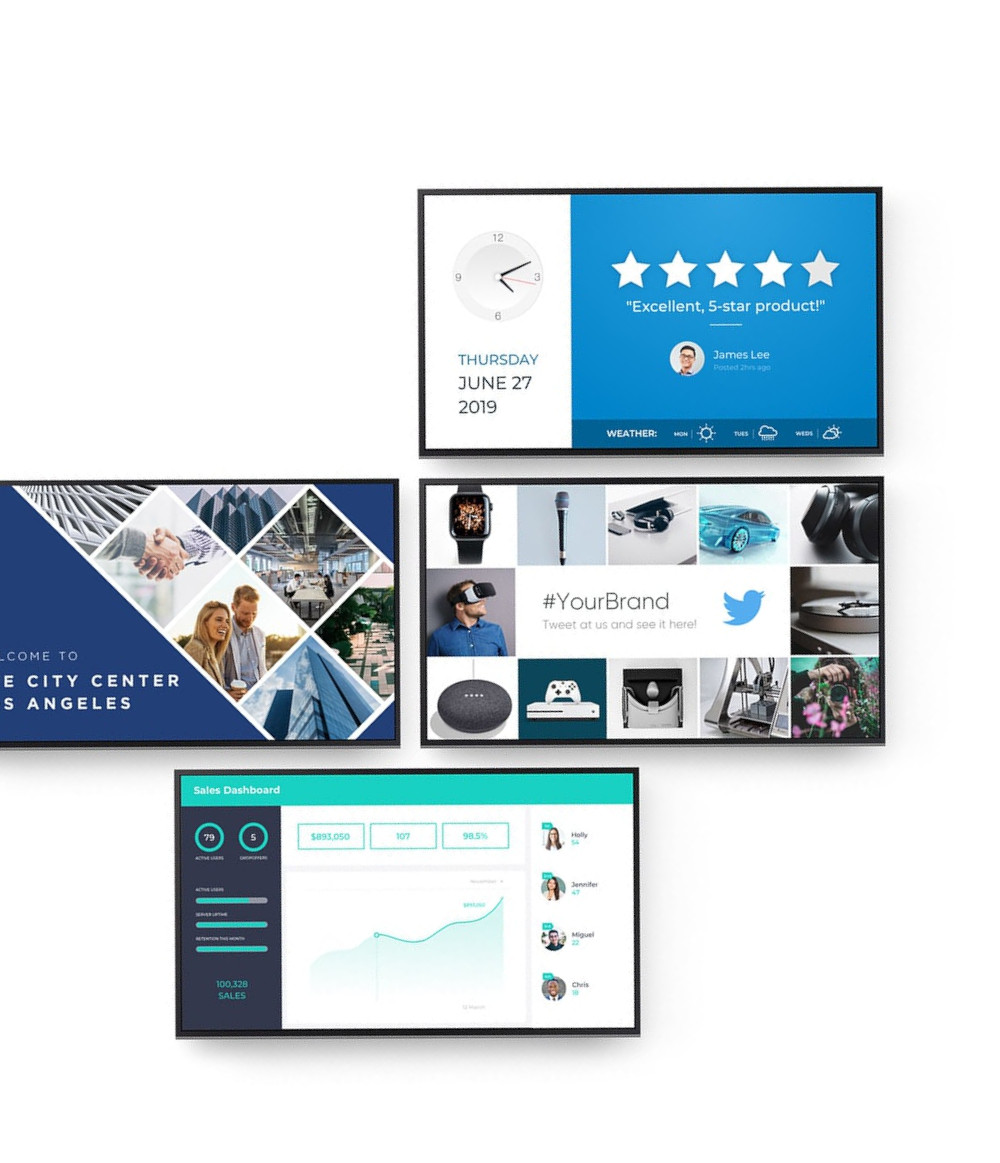 12
9
3
6
THURSDAY
JUNE 27
2019
"Excellent, 5-star product!"
James Lee
Posted 2hrs ago
WEATHER: MON TUES WEDS
LCOME TO
E CITY CENTER
S ANGELES
#YourBrand
Tweet at us and see it here!
Sales Dashboard
79
5
ACTIVE USERS
DROPOFFERS
ACTIVE USERS
SERVER UPTIME
RETENTION THIS MONTH
100,328
SALES
$893,050
107
98.5%
Holly
54
Jennifer
47
Miguel
22
Chris
18